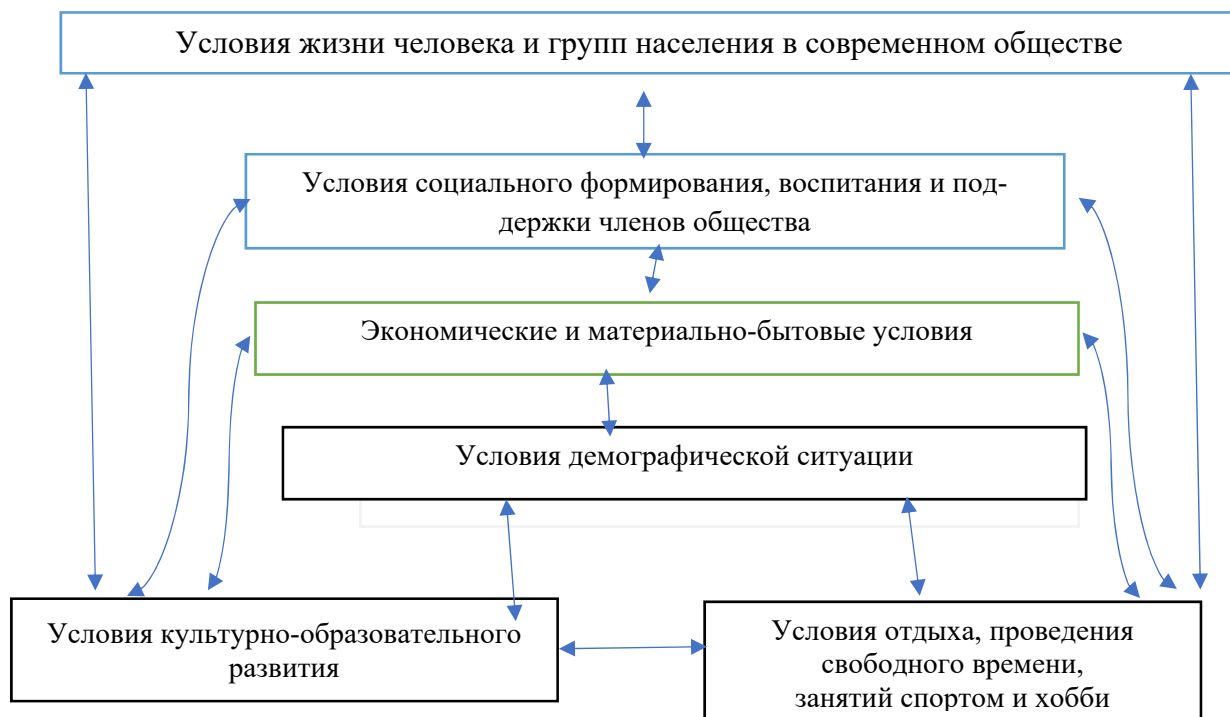 Условия жизни человека и групп населения в современном обществе
Условия социального формирования, воспитания и под-
держки членов общества
Экономические и материально-бытовые условия
Условия демографической ситуации
Условия культурно-образовательного
развития
Условия отдыха, проведения
свободного времени,
занятий спортом и хобби